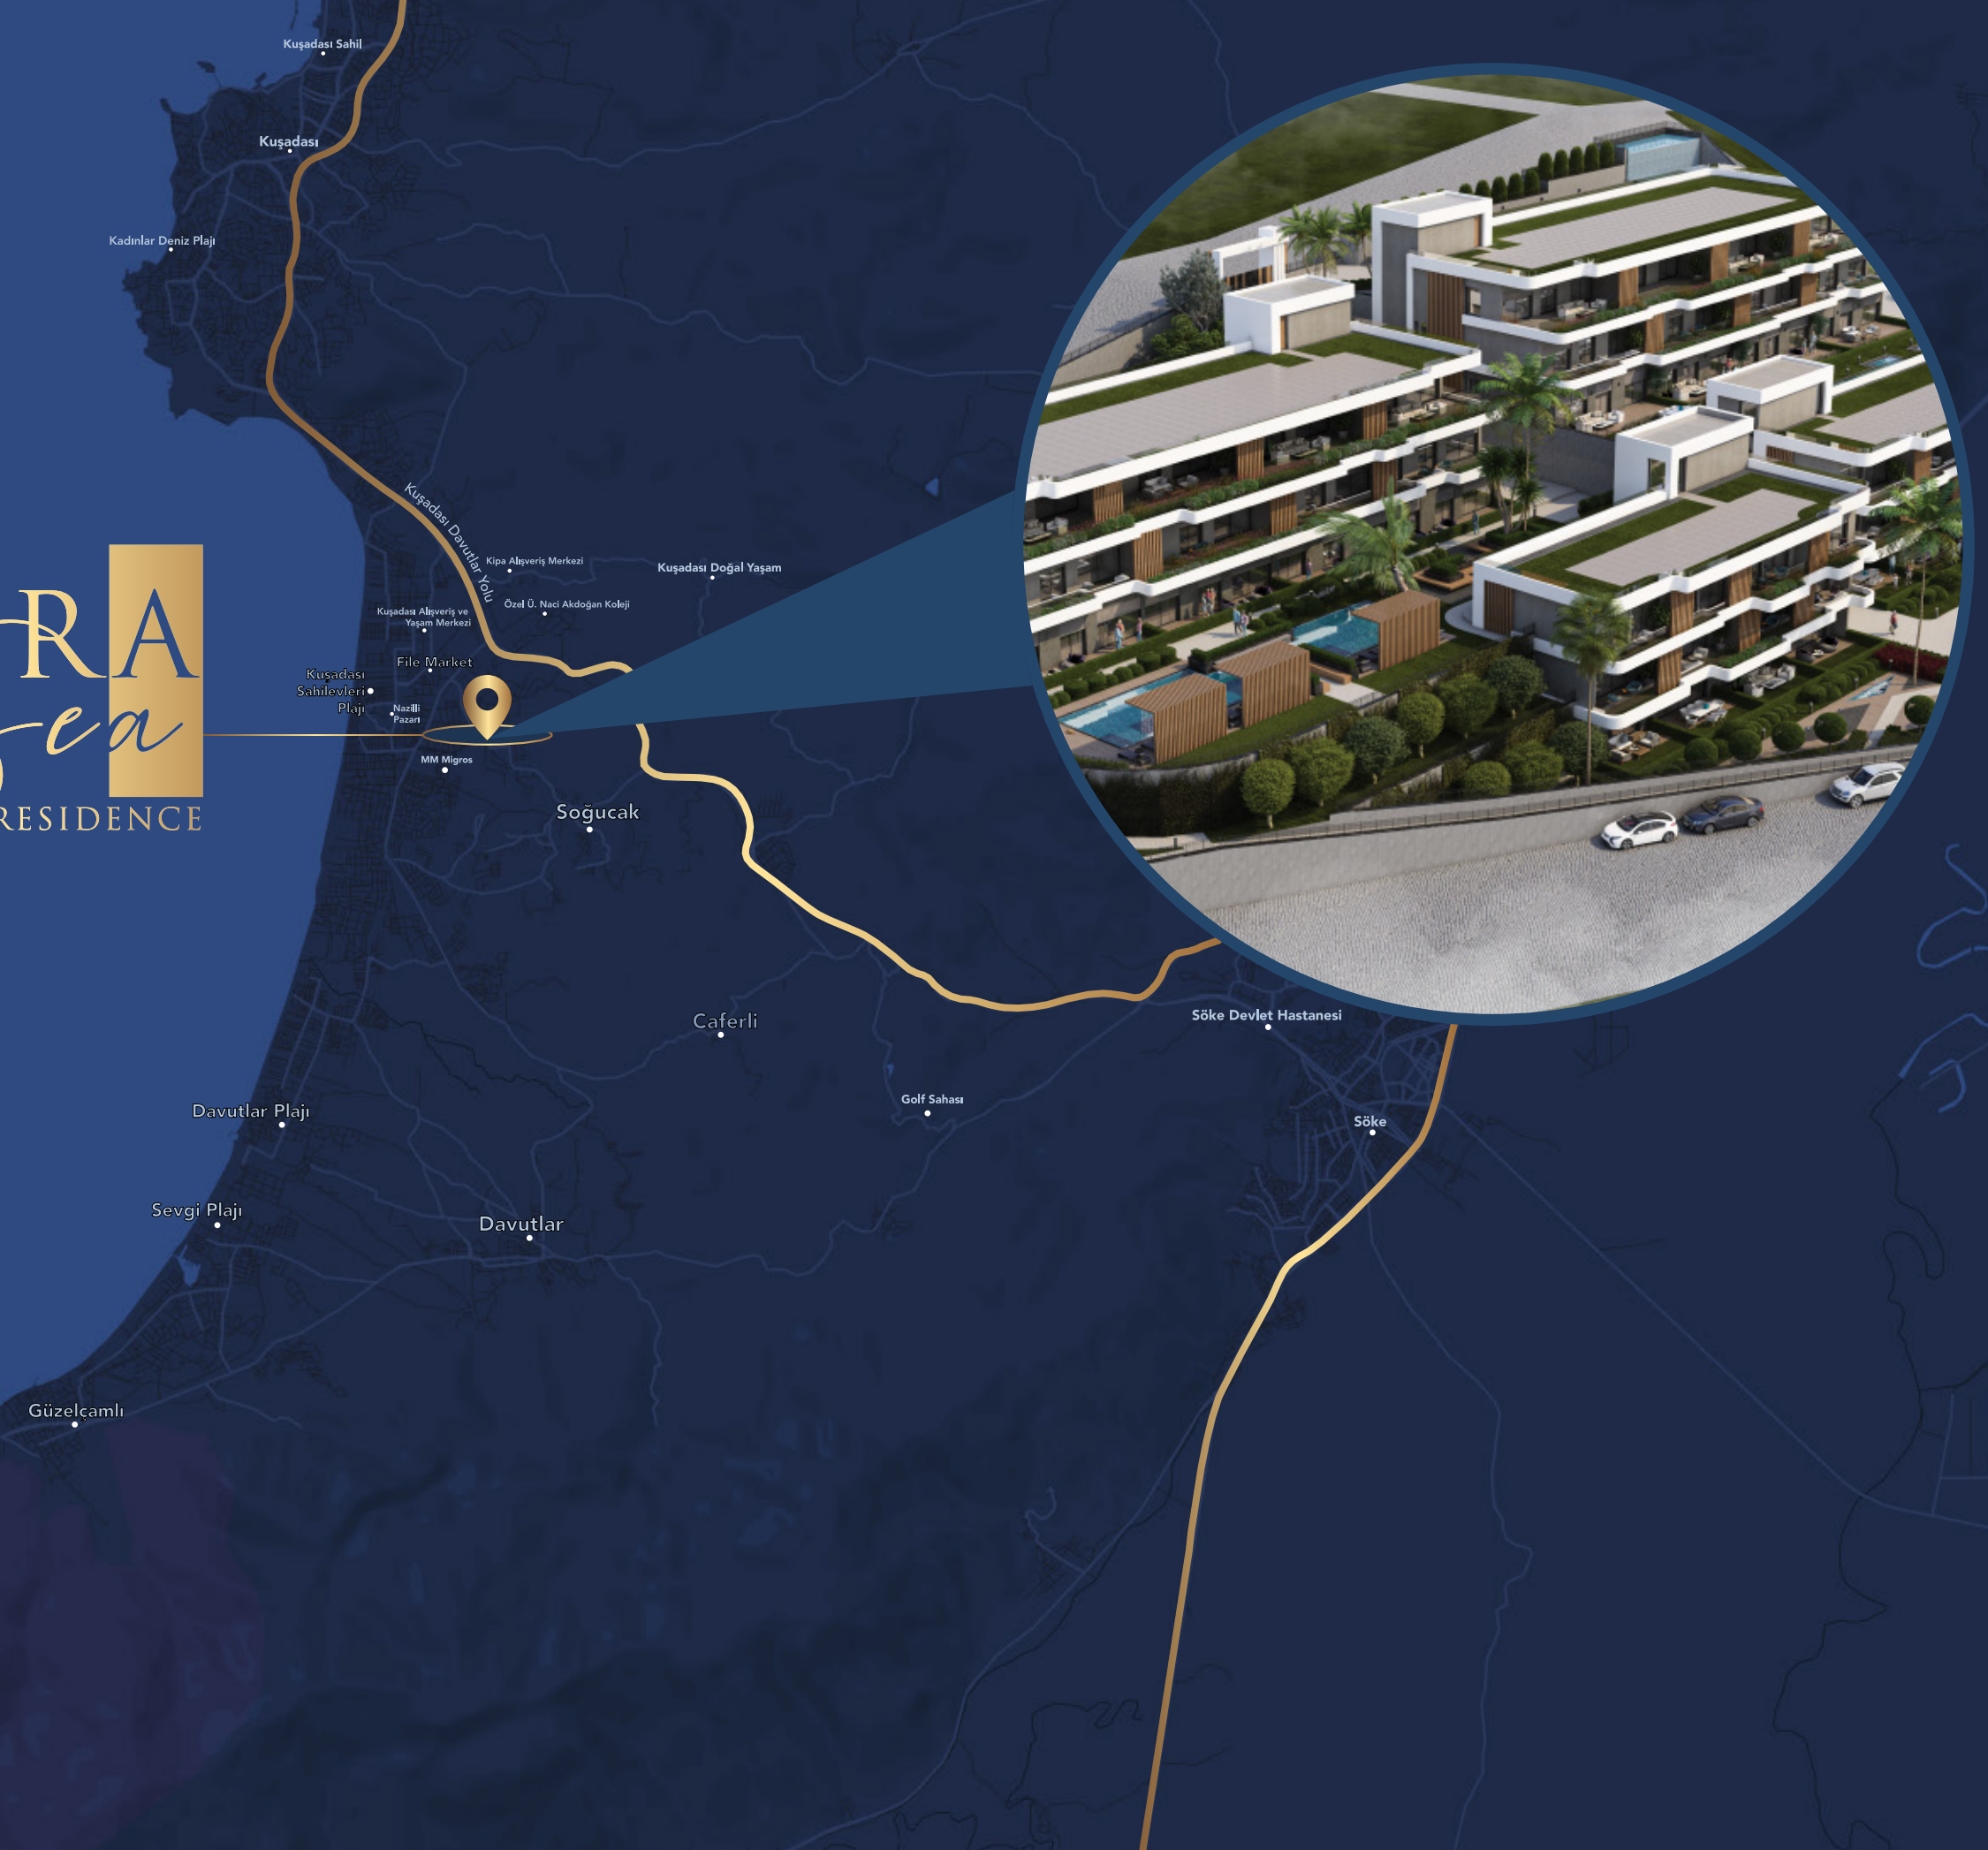 Kuşadası Sahil
Kuşadası
Kadınlar Deniz Plajı
Kuşadası Davutlar Yolu
Kipa Alışveriş Merkezi
Kuşadası Doğal Yaşam
Özel Ü. Naci Akdoğan Koleji
Kuşadası Alışveriş ve
Yaşam Merkezi
File Market
Kuşadası
Sahilevleri
Plajı
Nazilli
Pazarı
RA
RESIDENCE
MM Migros
Soğucak
Caferli
Söke Devlet Hastanesi
Golf Sahası
Söke
Davutlar Plajı
Sevgi Plajı
Davutlar
Güzelçamlı